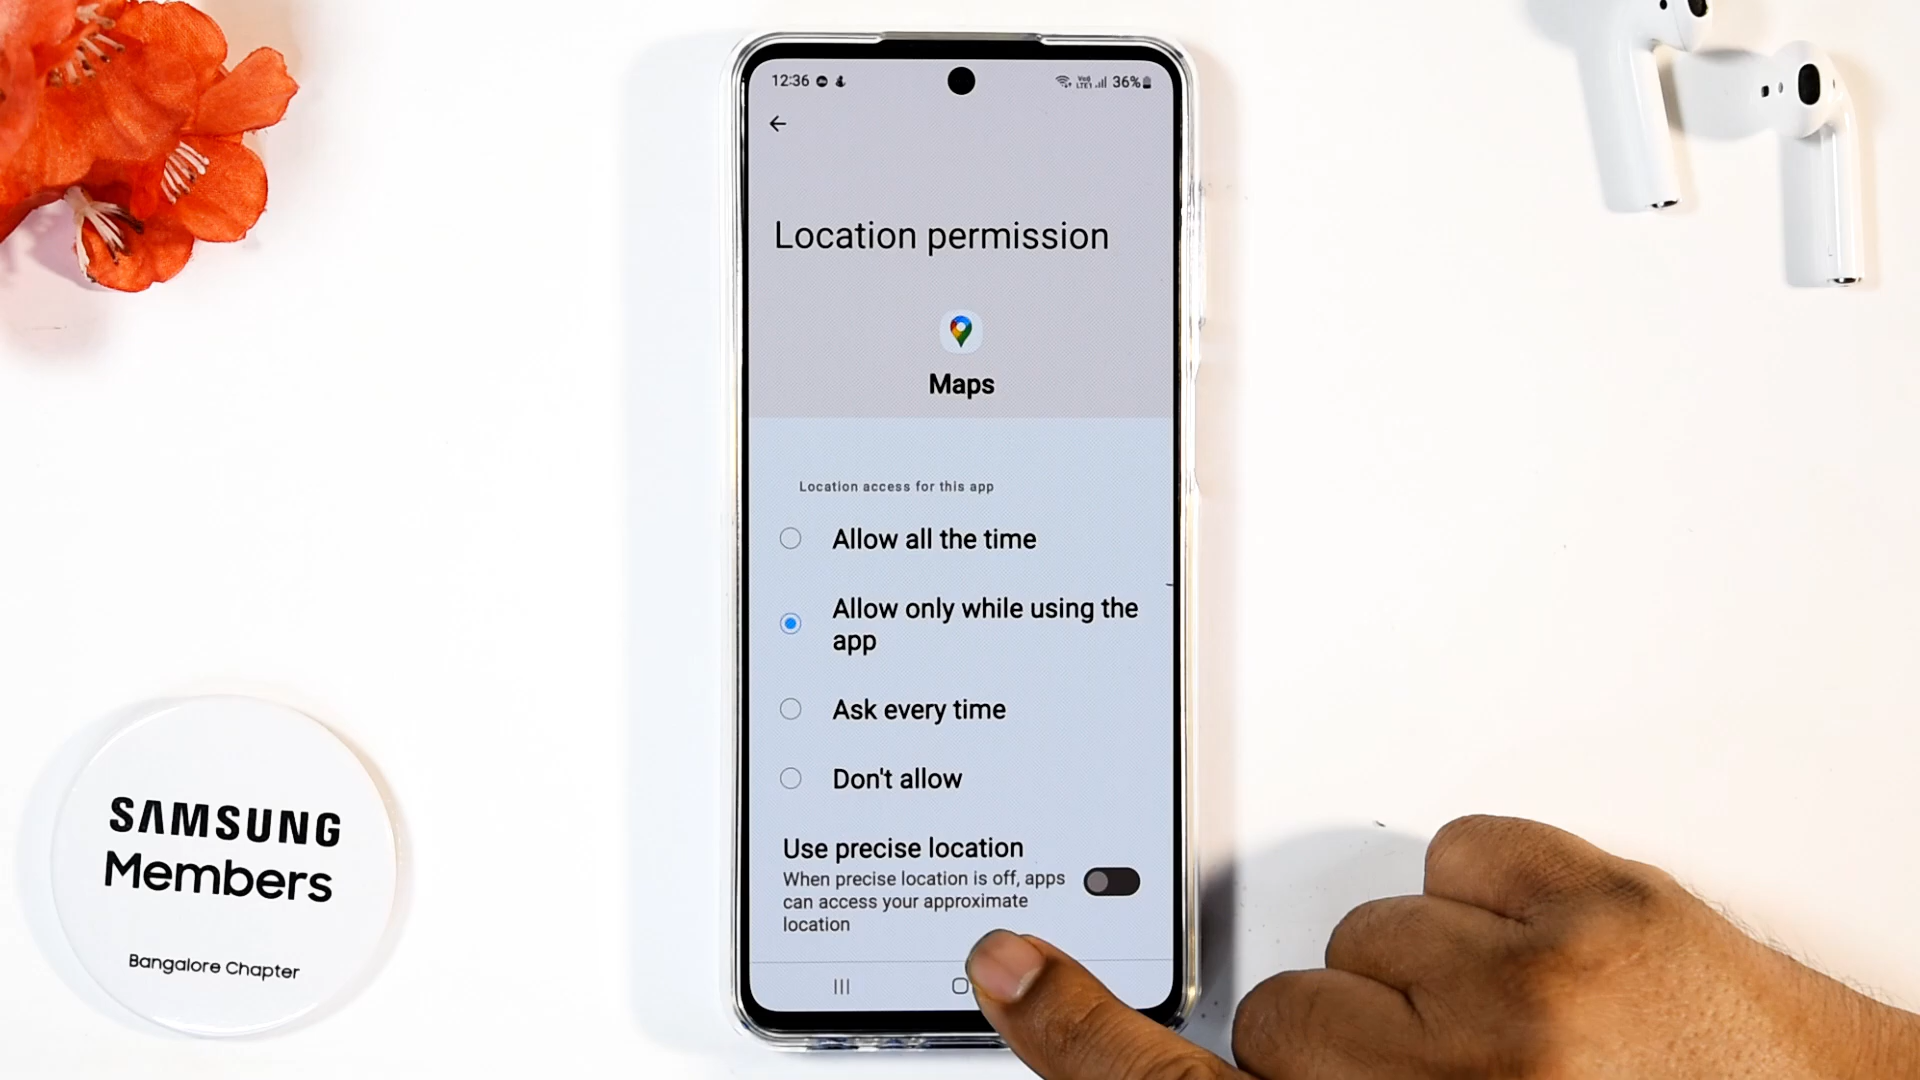 12:36
VoLTE1 36%
Location permission
Maps
Location access for this app
Allow all the time
Allow only while using the
app
Ask every time
Don't allow
Use precise location
When precise location is off, apps
can access your approximate
location
SAMSUNG
Members
Bangalore Chapter